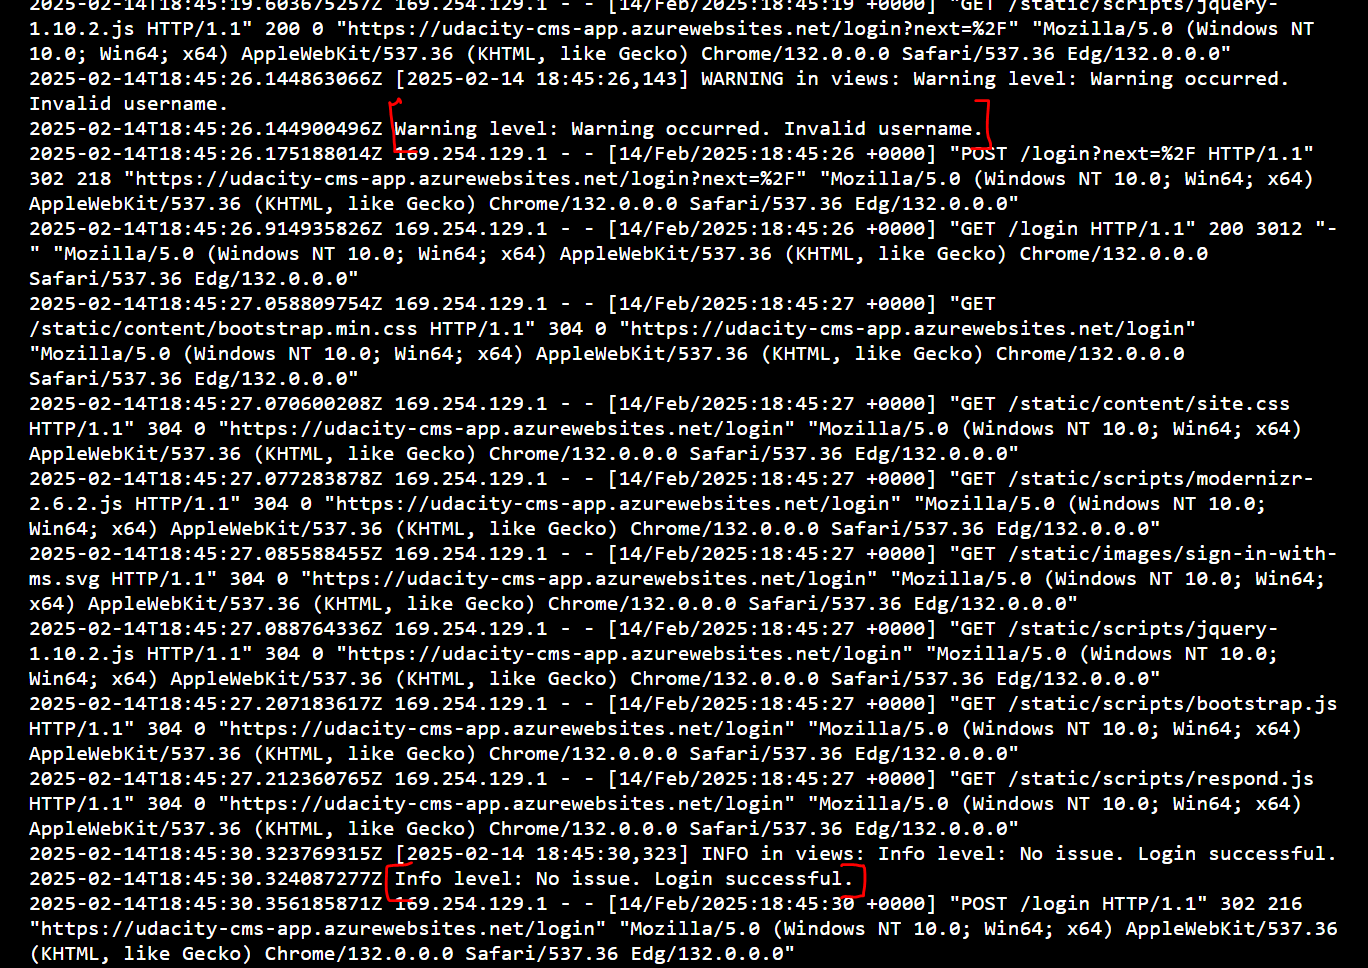 2025-02-14T18:45:19.603675257Z 169.254.129.1 - - [14/Feb/2025:18:45:19 +0000] "GET /static/scripts/jquery-
1.10.2.js HTTP/1.1" 200 0 "https://udacity-cms-app.azurewebsites.net/login?next=%2F" "Mozilla/5.0 (Windows NT
10.0; Win64; x64) AppleWebKit/537.36 (KHTML, like Gecko) Chrome/132.0.0.0 Safari/537.36 Edg/132.0.0.0"
2025-02-14T18:45:26.144863066Z [2025-02-14 18:45:26,143] WARNING in views: Warning level: Warning occurred.
Invalid username.
2025-02-14T18:45:26.144900496Z Warning level: Warning occurred. Invalid username.
2025-02-14T18:45:26.175188014Z 169.254.129.1 - - [14/Feb/2025:18:45:26 +0000] "POST /login?next=%2F HTTP/1.1"
302 218 "https://udacity-cms-app.azurewebsites.net/login?next=%2F" "Mozilla/5.0 (Windows NT 10.0; Win64; x64)
AppleWebKit/537.36 (KHTML, like Gecko) Chrome/132.0.0.0 Safari/537.36 Edg/132.0.0.0"
2025-02-14T18:45:26.914935826Z 169.254.129.1 - - [14/Feb/2025:18:45:26 +0000] "GET /login HTTP/1.1" 200 3012 "-
" "Mozilla/5.0 (Windows NT 10.0; Win64; x64) AppleWebKit/537.36 (KHTML, like Gecko) Chrome/132.0.0.0
Safari/537.36 Edg/132.0.0.0"
2025-02-14T18:45:27.058809754Z 169.254.129.1 - - [14/Feb/2025:18:45:27 +0000] "GET
/static/content/bootstrap.min.css HTTP/1.1" 304 0 "https://udacity-cms-app.azurewebsites.net/login"
"Mozilla/5.0 (Windows NT 10.0; Win64; x64) AppleWebKit/537.36 (KHTML, like Gecko) Chrome/132.0.0.0
Safari/537.36 Edg/132.0.0.0"
2025-02-14T18:45:27.070600208Z 169.254.129.1 - - [14/Feb/2025:18:45:27 +0000] "GET /static/content/site.css
HTTP/1.1" 304 0 "https://udacity-cms-app.azurewebsites.net/login" "Mozilla/5.0 (Windows NT 10.0; Win64; x64)
AppleWebKit/537.36 (KHTML, like Gecko) Chrome/132.0.0.0 Safari/537.36 Edg/132.0.0.0"
2025-02-14T18:45:27.077283878Z 169.254.129.1 - - [14/Feb/2025:18:45:27 +0000] "GET /static/scripts/modernizr-
2.6.2.js HTTP/1.1" 304 0 "https://udacity-cms-app.azurewebsites.net/login" "Mozilla/5.0 (Windows NT 10.0;
Win64; x64) AppleWebKit/537.36 (KHTML, like Gecko) Chrome/132.0.0.0 Safari/537.36 Edg/132.0.0.0"
2025-02-14T18:45:27.085588455Z 169.254.129.1 - - [14/Feb/2025:18:45:27 +0000] "GET /static/images/sign-in-with-
ms.svg HTTP/1.1" 304 0 "https://udacity-cms-app.azurewebsites.net/login" "Mozilla/5.0 (Windows NT 10.0; Win64;
x64) AppleWebKit/537.36 (KHTML, like Gecko) Chrome/132.0.0.0 Safari/537.36 Edg/132.0.0.0"
2025-02-14T18:45:27.088764336Z 169.254.129.1 - - [14/Feb/2025:18:45:27 +0000] "GET /static/scripts/jquery-
1.10.2.js HTTP/1.1" 304 0 "https://udacity-cms-app.azurewebsites.net/login" "Mozilla/5.0 (Windows NT 10.0;
Win64; x64) AppleWebKit/537.36 (KHTML, like Gecko) Chrome/132.0.0.0 Safari/537.36 Edg/132.0.0.0"
2025-02-14T18:45:27.207183617Z 169.254.129.1 - - [14/Feb/2025:18:45:27 +0000] "GET /static/scripts/bootstrap.js
HTTP/1.1" 304 0 "https://udacity-cms-app.azurewebsites.net/login" "Mozilla/5.0 (Windows NT 10.0; Win64; x64)
AppleWebKit/537.36 (KHTML, like Gecko) Chrome/132.0.0.0 Safari/537.36 Edg/132.0.0.0"
2025-02-14T18:45:27.212360765Z 169.254.129.1 - - [14/Feb/2025:18:45:27 +0000] "GET /static/scripts/respond.js
HTTP/1.1" 304 0 "https://udacity-cms-app.azurewebsites.net/login" "Mozilla/5.0 (Windows NT 10.0; Win64; x64)
AppleWebKit/537.36 (KHTML, like Gecko) Chrome/132.0.0.0 Safari/537.36 Edg/132.0.0.0"
2025-02-14T18:45:30.323769315Z [2025-02-14 18:45:30,323] INFO in views: Info level: No issue. Login successful.
2025-02-14T18:45:30.324087277Z Info level: No issue. Login successful.
2025-02-14T18:45:30.356185871Z 169.254.129.1 - - [14/Feb/2025:18:45:30 +0000] "POST /login HTTP/1.1" 302 216
"https://udacity-cms-app.azurewebsites.net/login" "Mozilla/5.0 (Windows NT 10.0; Win64; x64) AppleWebKit/537.36
(KHTML, like Gecko) Chrome/132.0.0.0 Safari/537.36 Edg/132.0.0.0"